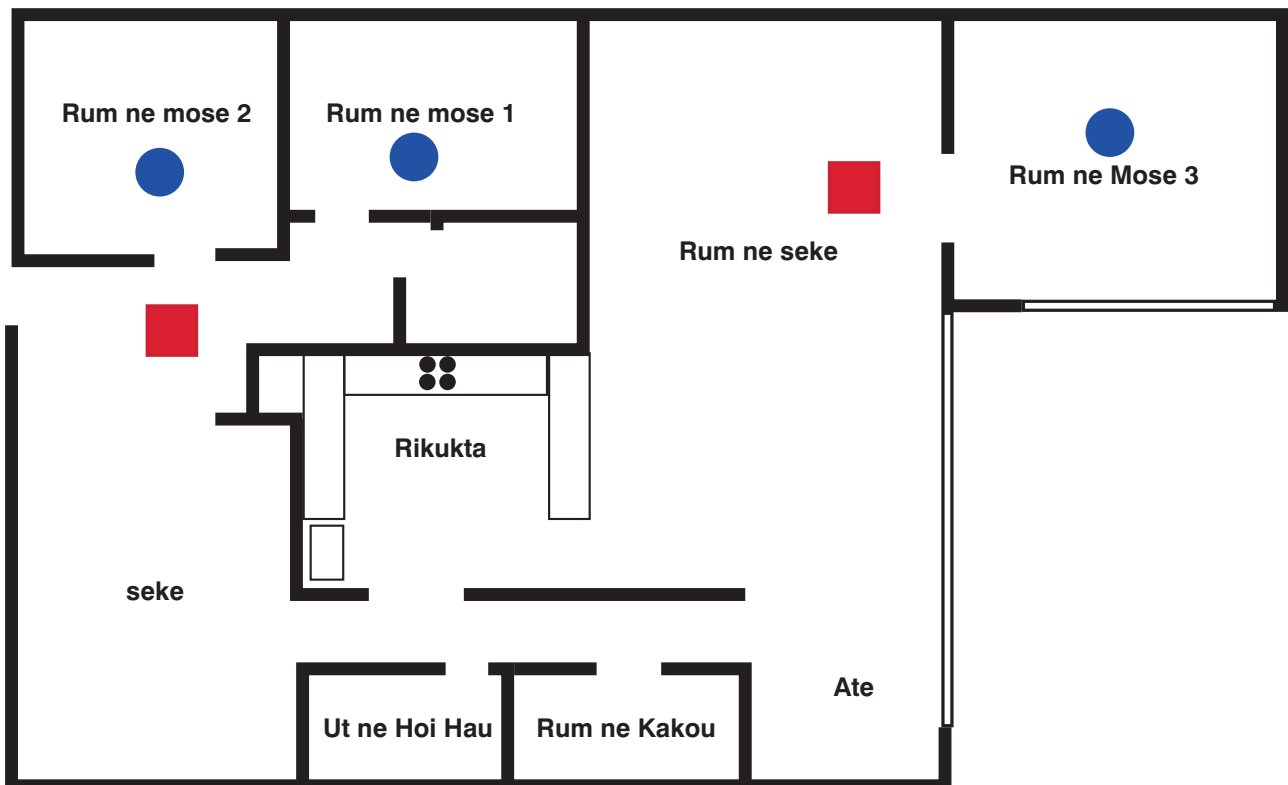 Rum ne mose 2
Rum ne mose 1
Rum ne Mose 3
Rum ne seke
Rikukta
seke
Ate
Ut ne Hoi Hau
Rum ne Kakou